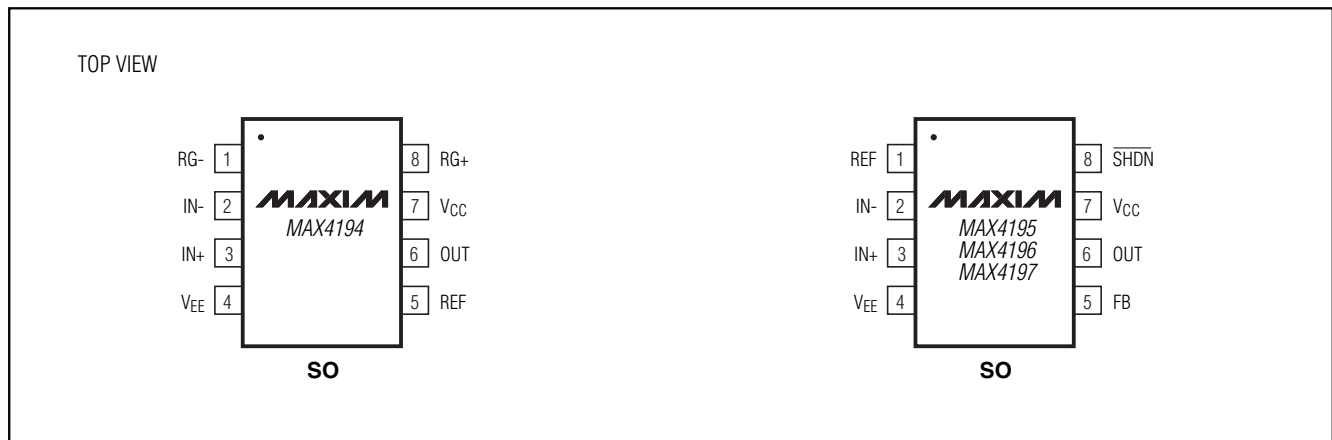 TOP VIEW
RG- 1
IN- 2
IN+ 3
VEE 4
MAXIM
MAX4194
8 RG+
7 VCC
6 OUT
5 REF
SO
REF 1
IN- 2
IN+ 3
VEE 4
MAXIM
MAX4195
MAX4196
MAX4197
8 SHDN
7 VCC
6 OUT
5 FB
SO